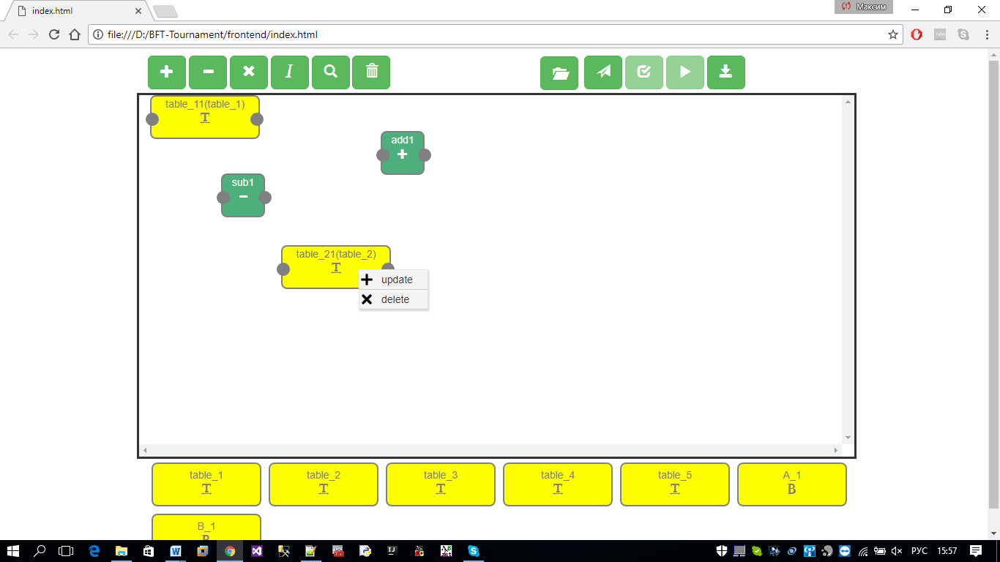 index.html
Максим
file:///D:/BFT-Tournament/frontend/index.html
I
table_11(table_1)
T
add1
sub1
table_21(table_2)
T
update
delete
table_1
table_2
table_3
table_4
table_5
A_1
T
T
T
T
T
B
B_1
B
РУС
15:57